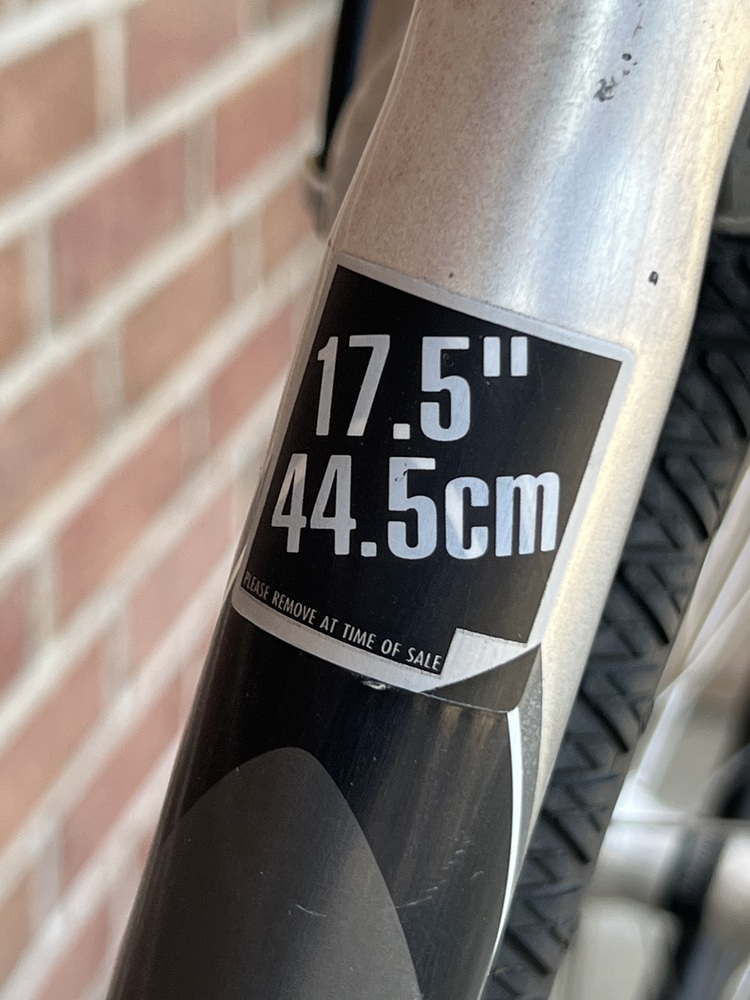 17.5"
44.5cm
PLEASE REMOVE AT TIME OF SALE